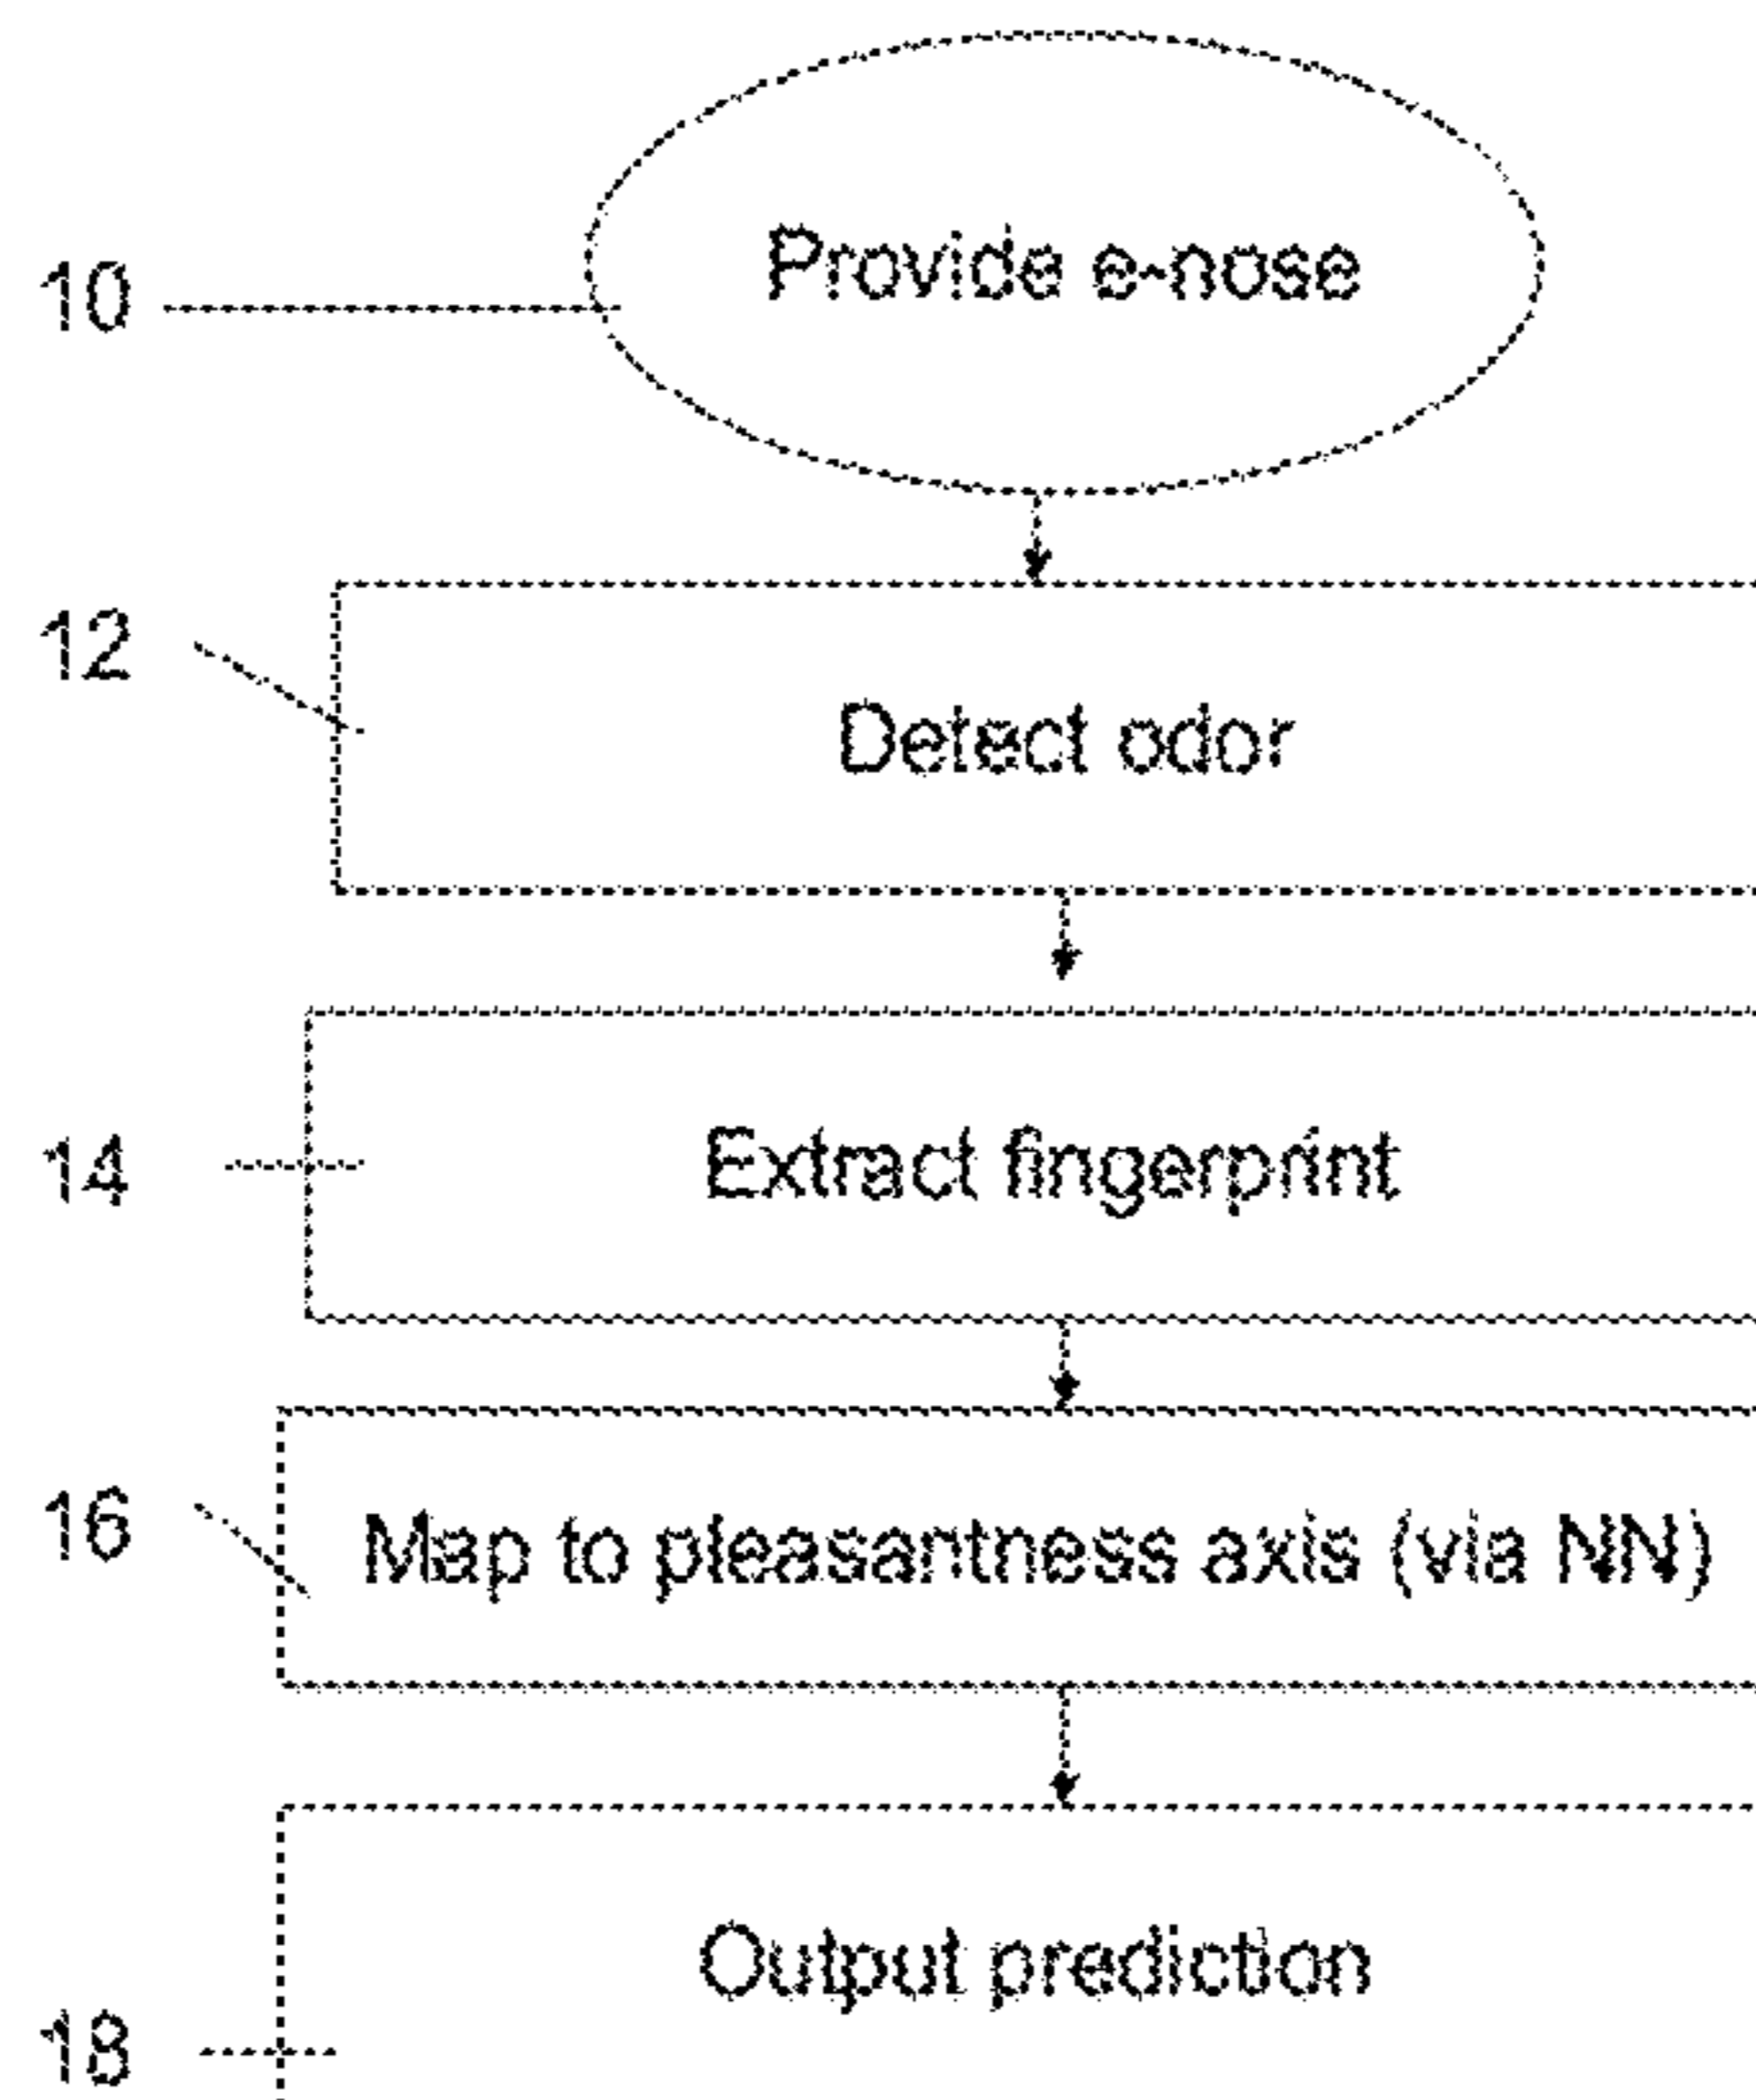 Provide e-nose
10
12
Detect odor
14
Extract fingerprint
16
Map to pleasantness axis (via NN)
Output prediction
18